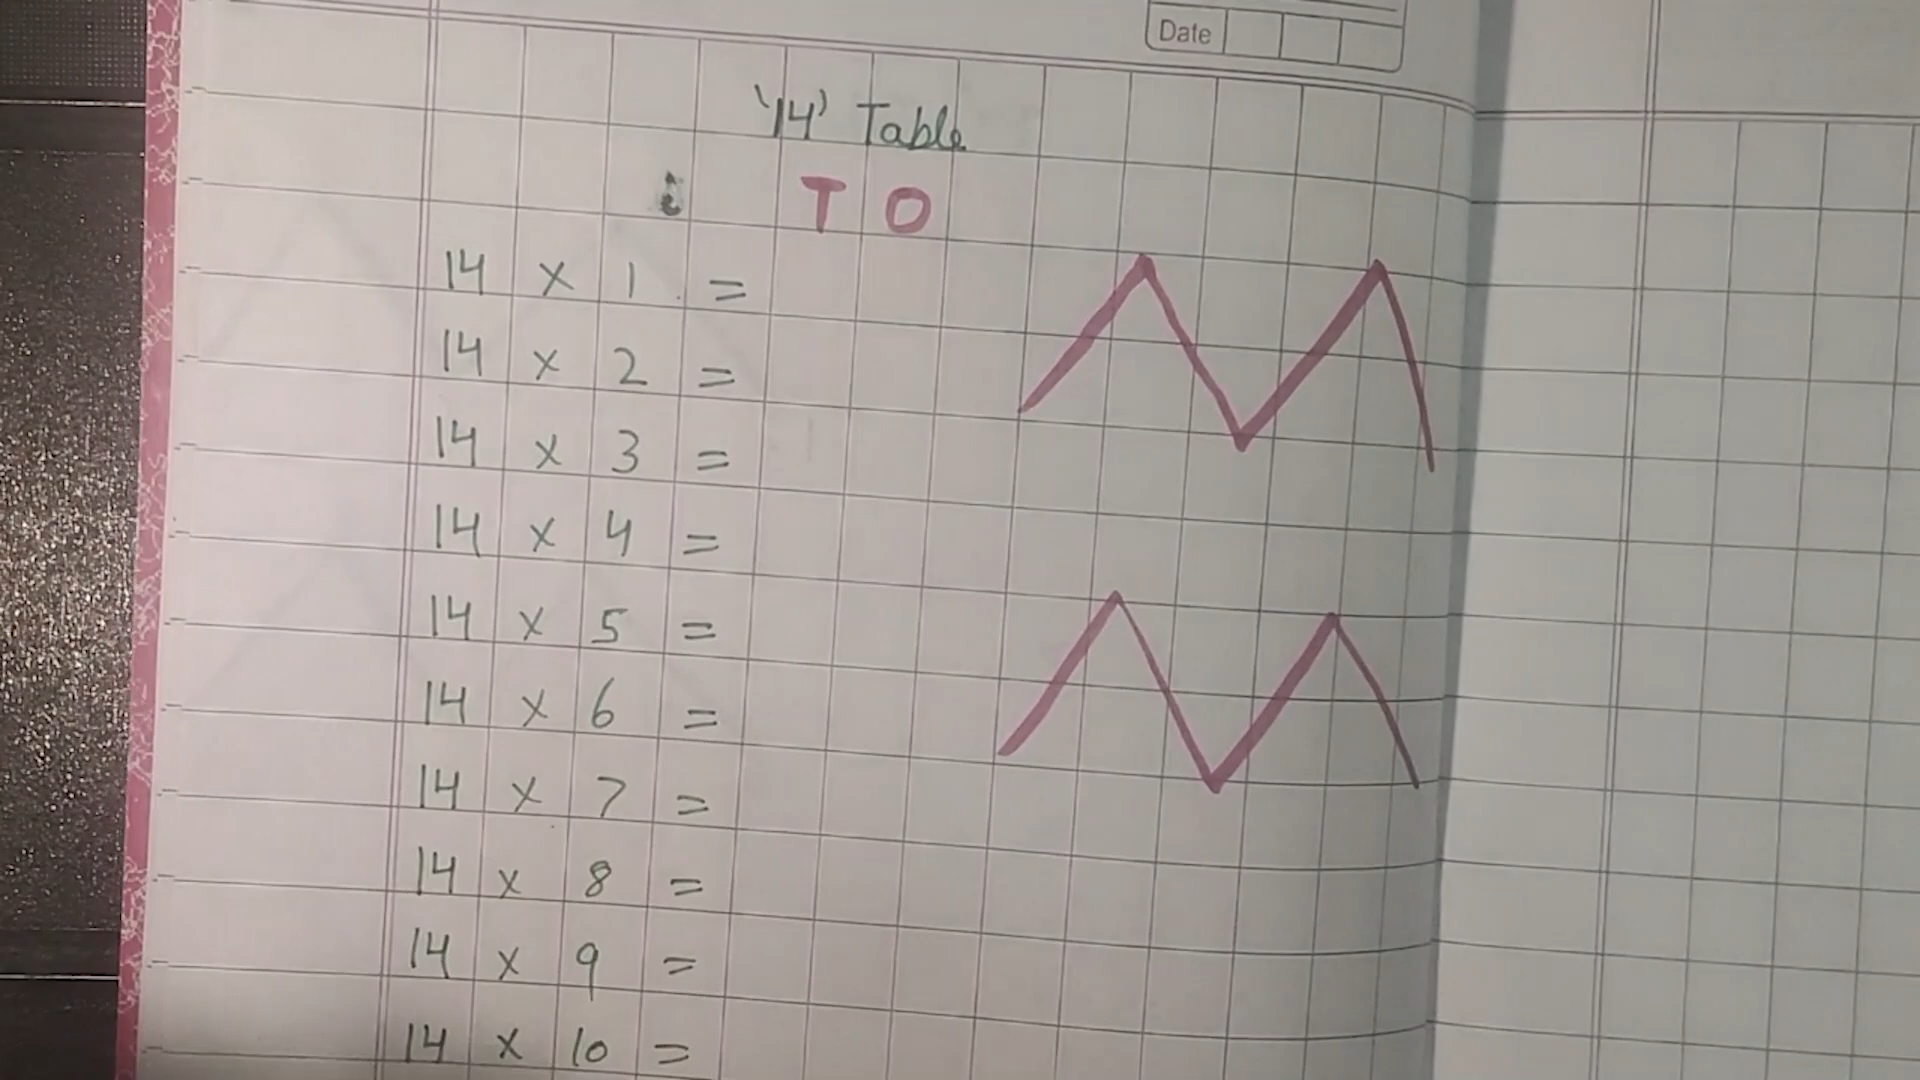 Date
'14' Table
T O
14 × 1 =
14 × 2 =
14 × 3 =
14 × 4 =
14 × 5 =
14 × 6 =
14 × 7 =
14 × 8 =
14 × 9 =
14 × 10 =